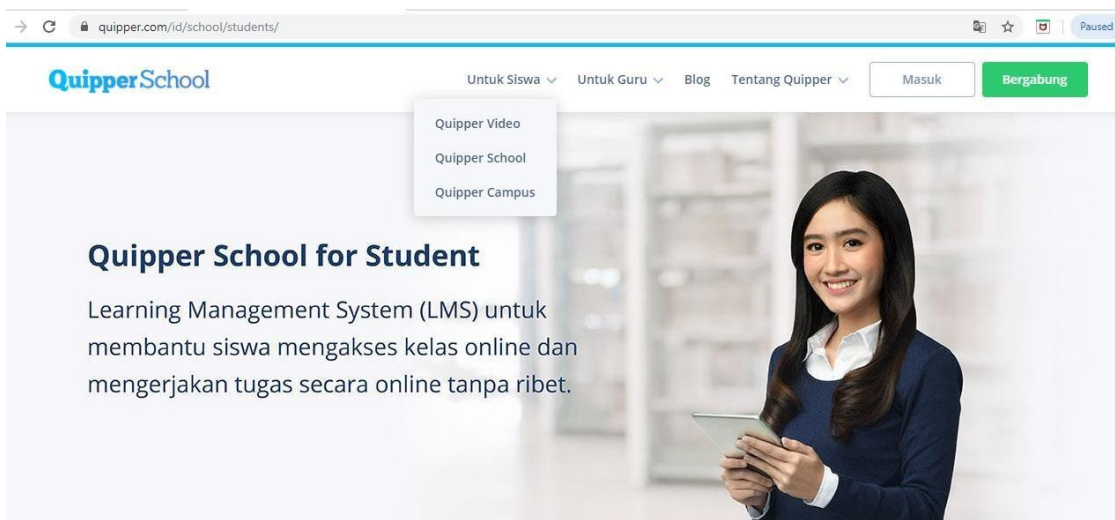 quipper.com/id/school/students/
Paused
QuipperSchool
Untuk Siswa
Untuk Guru
Blog
Tentang Quipper
Masuk
Bergabung
Quipper Video
Quipper School
Quipper Campus
Quipper School for Student
Learning Management System (LMS) untuk
membantu siswa mengakses kelas online dan
mengerjakan tugas secara online tanpa ribet.